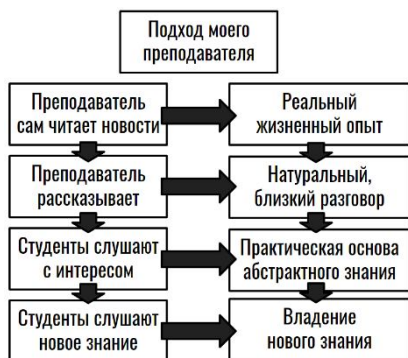 Подход моего
преподавателя
Преподаватель
сам читает новости
Реальный
жизненный опыт
Преподаватель
рассказывает
Натуральный,
близкий разговор
Студенты слушают
с интересом
Практическая основа
абстрактного знания
Студенты слушают
новое знание
Владение
нового знания